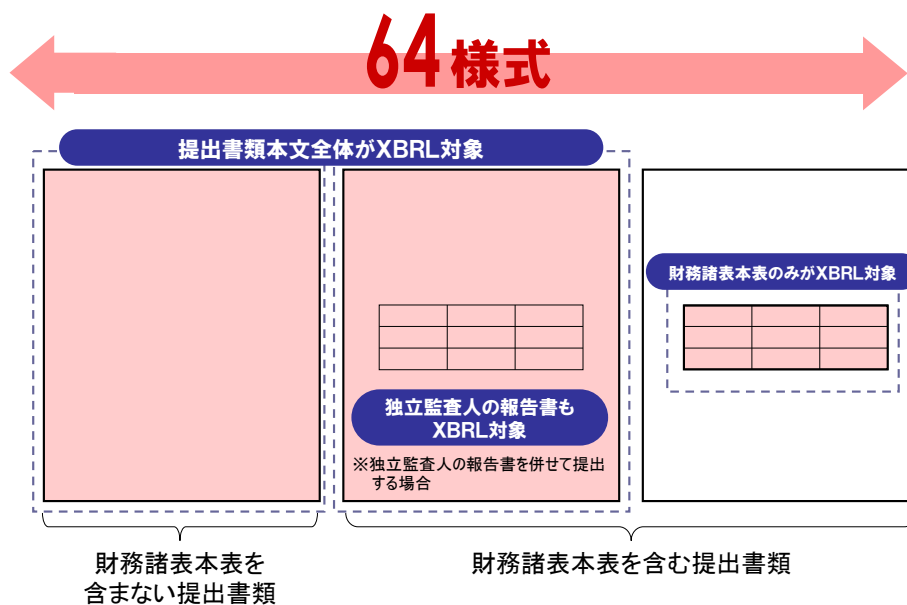 64様式
提出書類本文全体がXBRL対象
財務諸表本表のみがXBRL対象
独立監査人の報告書も
XBRL対象
※独立監査人の報告書を併せて提出
する場合
財務諸表本表を
含まない提出書類
財務諸表本表を含む提出書類